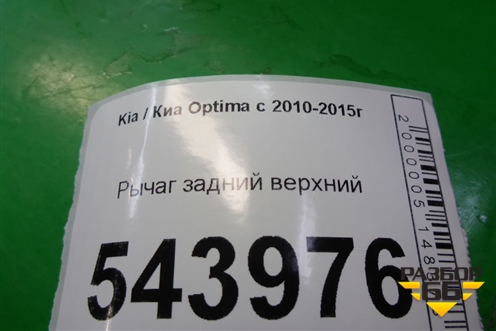 Kia / Киа Optima с 2010-2015г
Рычаг задний верхний
543976
РАЗБОР
66